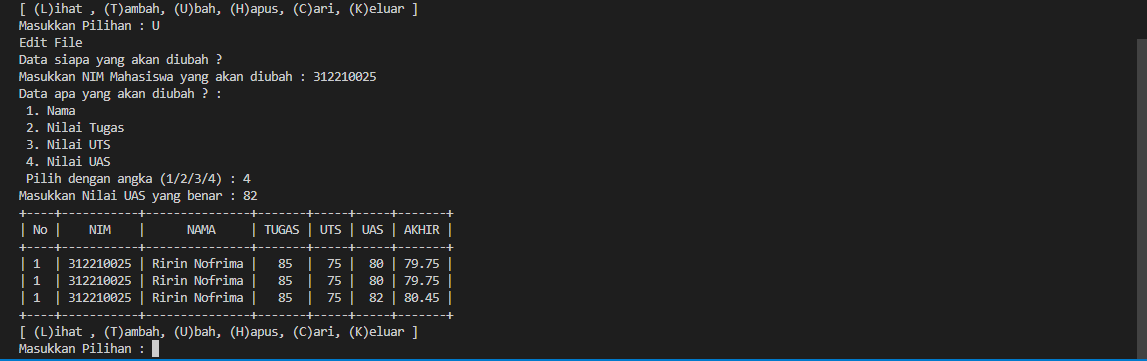 [ (L)ihat , (T)ambah, (U)bah, (H)apus, (C)ari, (K)eluar ]
Masukkan Pilihan : U
Edit File
Data siapa yang akan diubah ?
Masukkan NIM Mahasiswa yang akan diubah : 312210025
Data apa yang akan diubah ? :
 1. Nama
 2. Nilai Tugas
 3. Nilai UTS
 4. Nilai UAS
 Pilih dengan angka (1/2/3/4) : 4
Masukkan Nilai UAS yang benar : 82
+----+-----------+---------------+-------+-----+-----+-------+
| No |    NIM    |      NAMA     | TUGAS | UTS | UAS | AKHIR |
+----+-----------+---------------+-------+-----+-----+-------+
| 1  | 312210025 | Ririn Nofrima |   85  |  75 |  80 | 79.75 |
| 1  | 312210025 | Ririn Nofrima |   85  |  75 |  80 | 79.75 |
| 1  | 312210025 | Ririn Nofrima |   85  |  75 |  82 | 80.45 |
+----+-----------+---------------+-------+-----+-----+-------+
[ (L)ihat , (T)ambah, (U)bah, (H)apus, (C)ari, (K)eluar ]
Masukkan Pilihan :